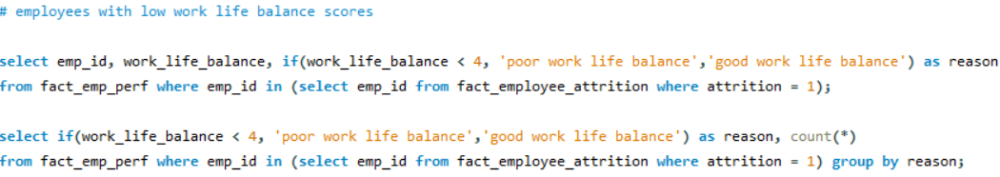 # employees with low work life balance scores
select emp_id, work_life_balance, if(work_life_balance < 4, 'poor work life balance','good work life balance') as reason
from fact_emp_perf where emp_id in (select emp_id from fact_employee_attrition where attrition = 1);
select if(work_life_balance < 4, 'poor work life balance','good work life balance') as reason, count(*)
from fact_emp_perf where emp_id in (select emp_id from fact_employee_attrition where attrition = 1) group by reason;